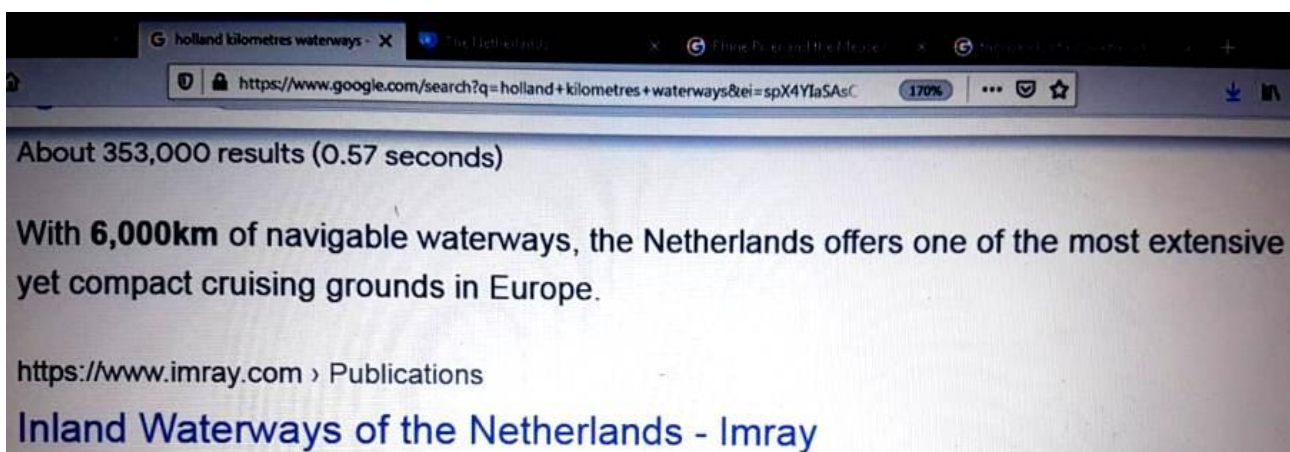 holland kilometres waterways -
The Netherlands
https://www.google.com/search?q=holland+kilometres+waterways&ei=spX4YIaSAsC
170%
About 353,000 results (0.57 seconds)
With 6,000km of navigable waterways, the Netherlands offers one of the most extensive
yet compact cruising grounds in Europe.
https://www.imray.com › Publications
Inland Waterways of the Netherlands - Imray